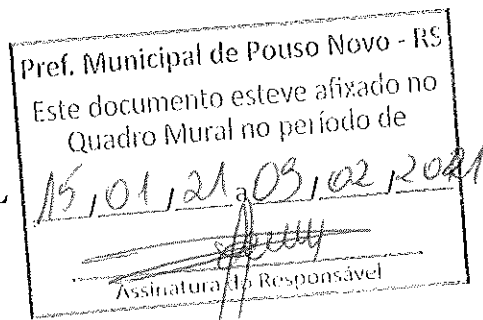 Pref. Municipal de Pouso Novo - RS
Este documento esteve afixado no
Quadro Mural no período de
15 / 01 / 21 a 09 / 02 / 2021
Assinatura do Responsável